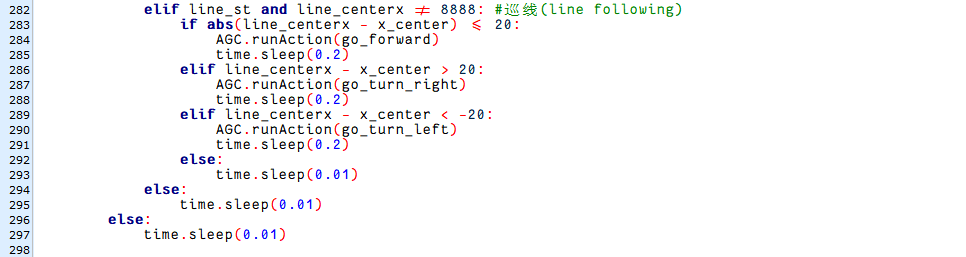 282 elif line_st and line_centerx ≠ 8888: #巡线(line following)
283 if abs(line_centerx - x_center) ≤ 20:
284 AGC.runAction(go_forward)
285 time.sleep(0.2)
286 elif line_centerx - x_center > 20:
287 AGC.runAction(go_turn_right)
288 time.sleep(0.2)
289 elif line_centerx - x_center < -20:
290 AGC.runAction(go_turn_left)
291 time.sleep(0.2)
292 else:
293 time.sleep(0.01)
294 else:
295 time.sleep(0.01)
296 else:
297 time.sleep(0.01)
298